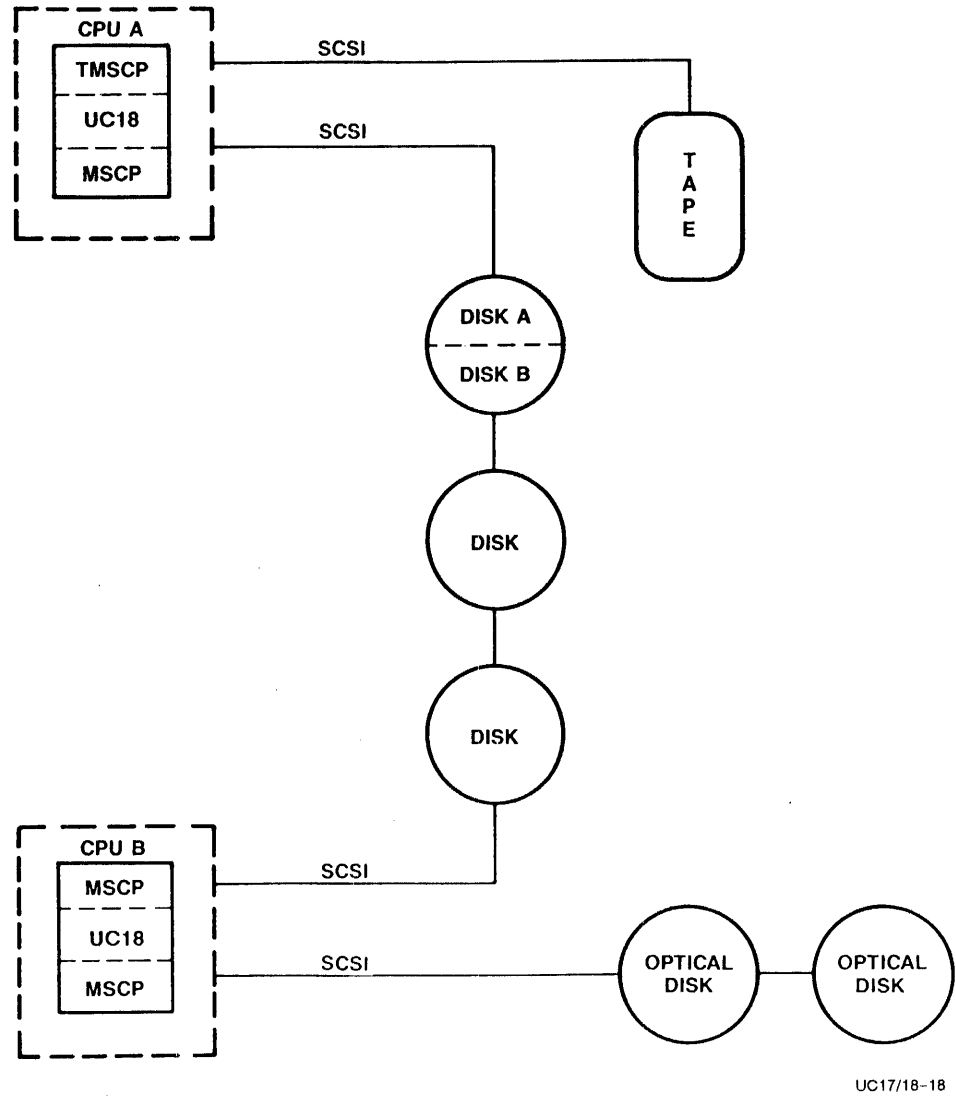 CPU A
TMSCP
UC18
MSCP
SCSI
SCSI
TAPE
DISK A
DISK B
DISK
DISK
CPU B
MSCP
UC18
MSCP
SCSI
SCSI
OPTICAL
DISK
OPTICAL
DISK
UC17/18-18